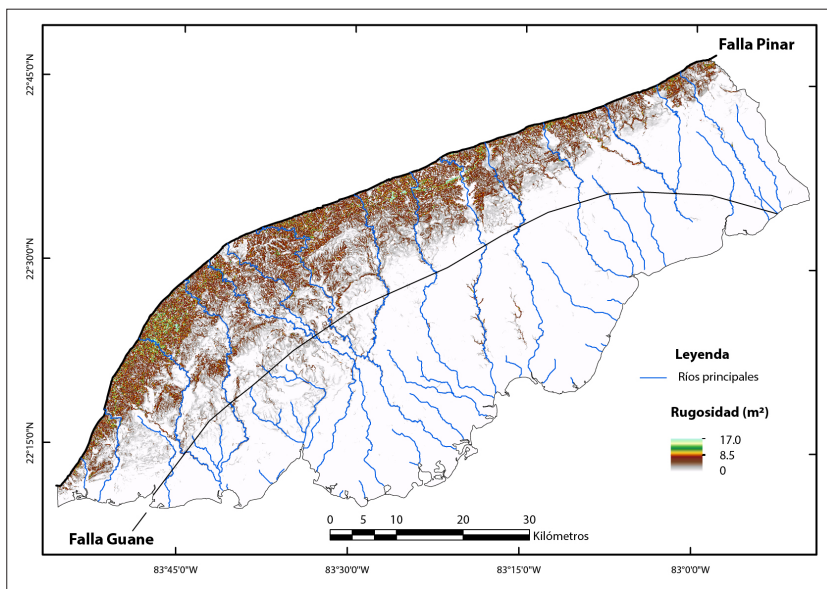 Falla Pinar
22°45'0"N
22°30'0"N
22°15'0"N
Leyenda
Ríos principales
Rugosidad (m²)
17.0
8.5
0
0 5 10 20 30
Kilómetros
Falla Guane
83°45'0"W 83°30'0"W 83°15'0"W 83°0'0"W